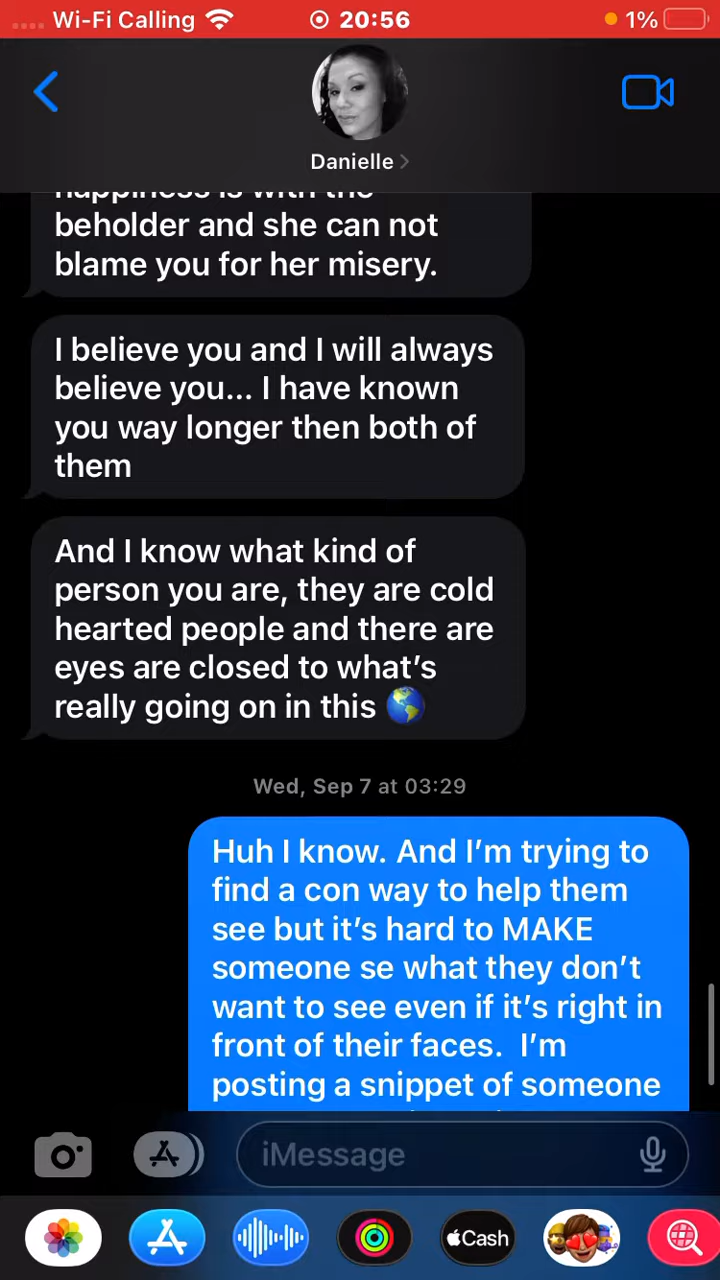 Wi-Fi Calling 20:56 1%
Danielle
happiness is with the
beholder and she can not
blame you for her misery.
I believe you and I will always
believe you... I have known
you way longer then both of
them
And I know what kind of
person you are, they are cold
hearted people and there are
eyes are closed to what's
really going on in this 🌎
Wed, Sep 7 at 03:29
Huh I know. And I'm trying to
find a con way to help them
see but it's hard to MAKE
someone se what they don't
want to see even if it's right in
front of their faces.  I'm
posting a snippet of someone
iMessage
Cash